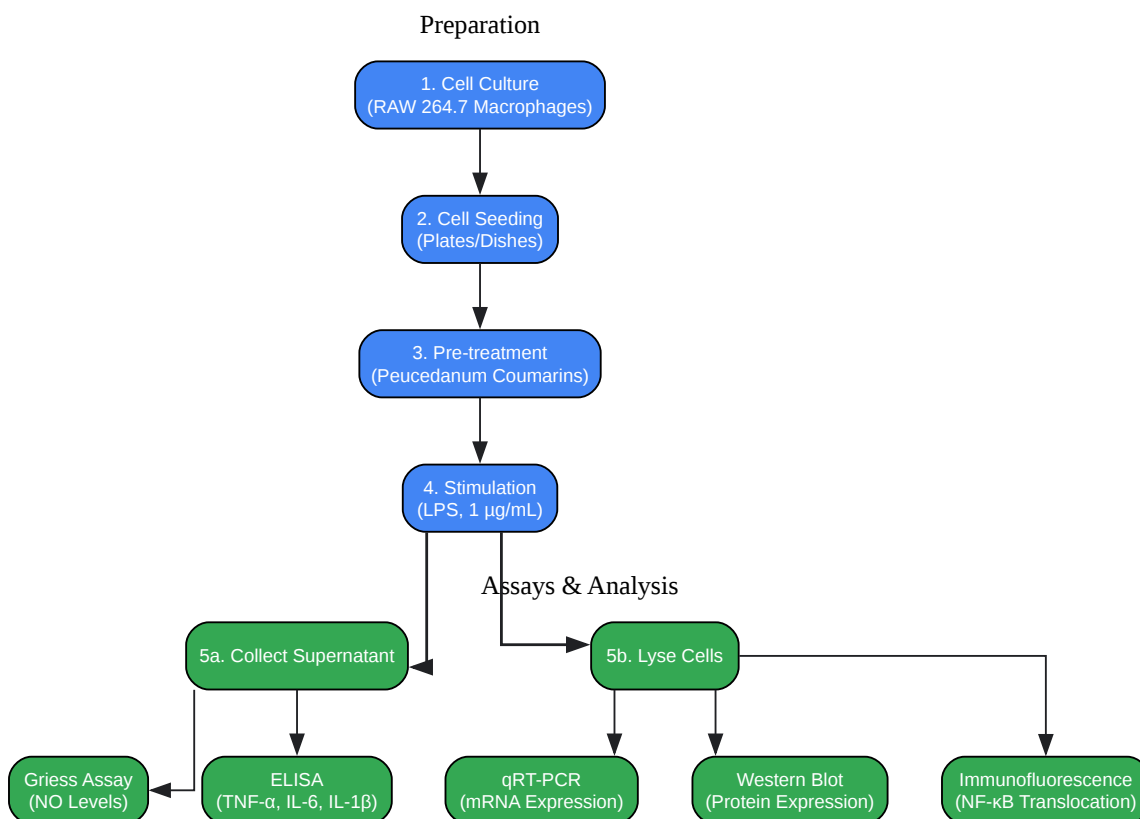 Preparation
1. Cell Culture
(RAW 264.7 Macrophages)
2. Cell Seeding
(Plates/Dishes)
3. Pre-treatment
(Peucedanum Coumarins)
4. Stimulation
(LPS, 1 µg/mL)
Assays & Analysis
5a. Collect Supernatant
5b. Lyse Cells
Griess Assay
(NO Levels)
ELISA
(TNF-α, IL-6, IL-1β)
qRT-PCR
(mRNA Expression)
Western Blot
(Protein Expression)
Immunofluorescence
(NF-κB Translocation)